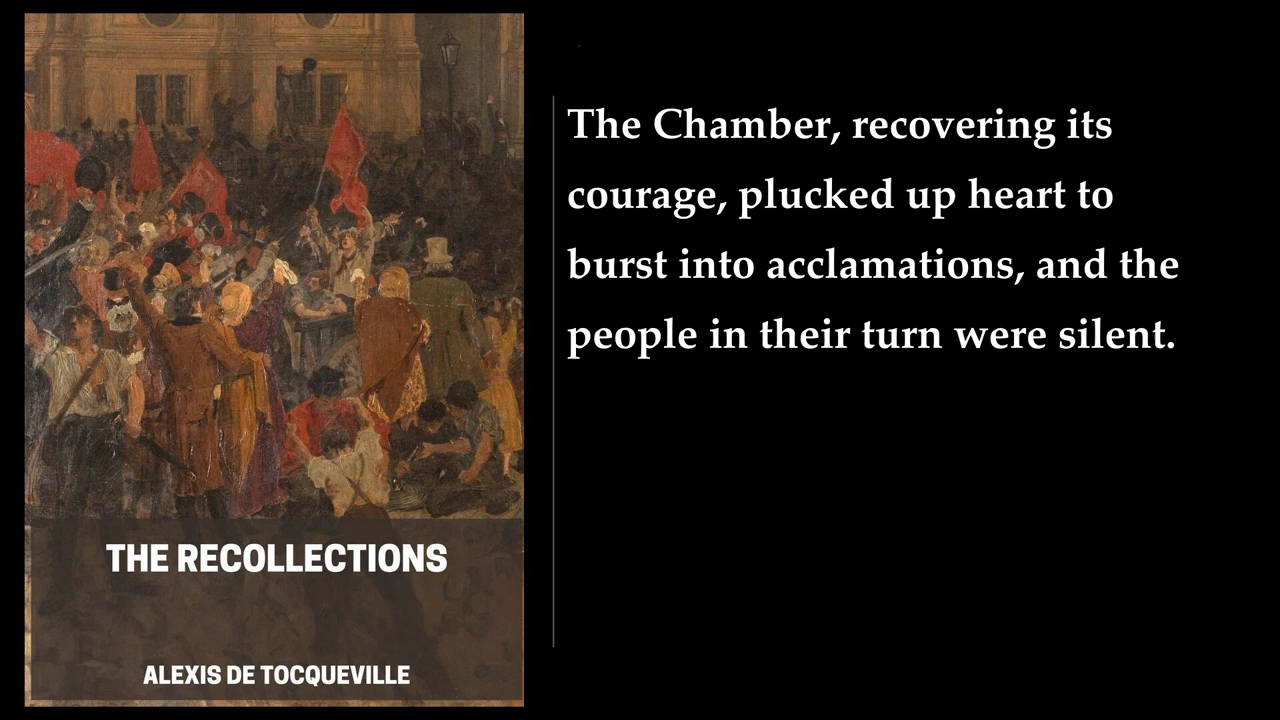 The Chamber, recovering its
courage, plucked up heart to
burst into acclamations, and the
people in their turn were silent.
THE RECOLLECTIONS
ALEXIS DE TOCQUEVILLE